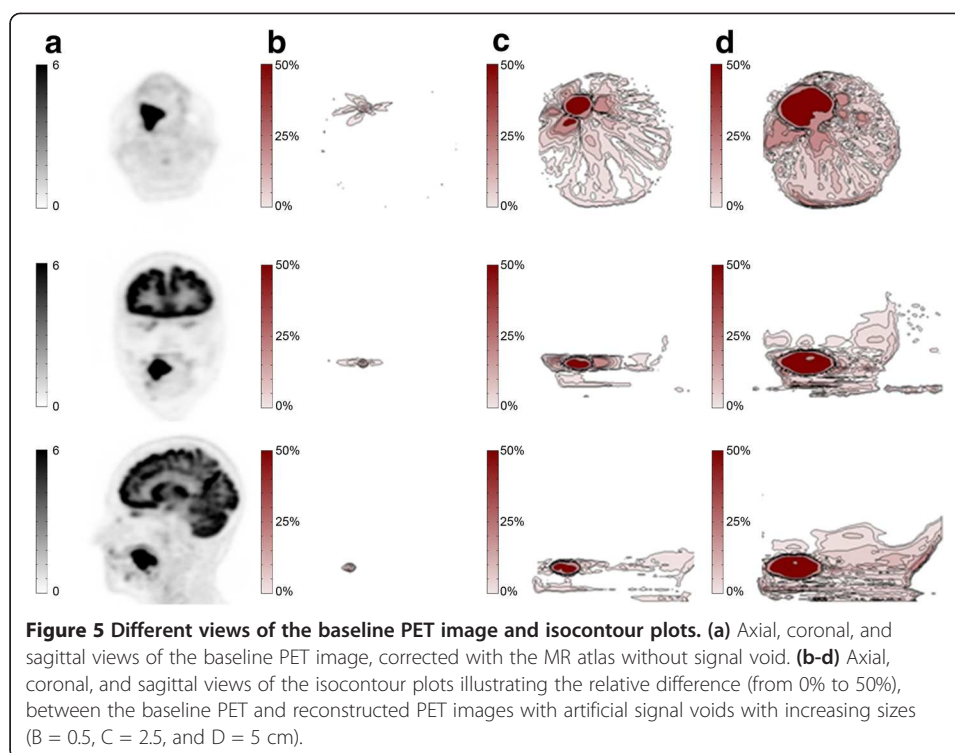 a b c d
6 50% 50% 50%
25% 25% 25%
0 0% 0% 0%
6 50% 50% 50%
25% 25% 25%
0 0% 0% 0%
6 50% 50% 50%
25% 25% 25%
0 0% 0% 0%
Figure 5 Different views of the baseline PET image and isocontour plots. (a) Axial, coronal, and
sagittal views of the baseline PET image, corrected with the MR atlas without signal void. (b-d) Axial,
coronal, and sagittal views of the isocontour plots illustrating the relative difference (from 0% to 50%),
between the baseline PET and reconstructed PET images with artificial signal voids with increasing sizes
(B = 0.5, C = 2.5, and D = 5 cm).